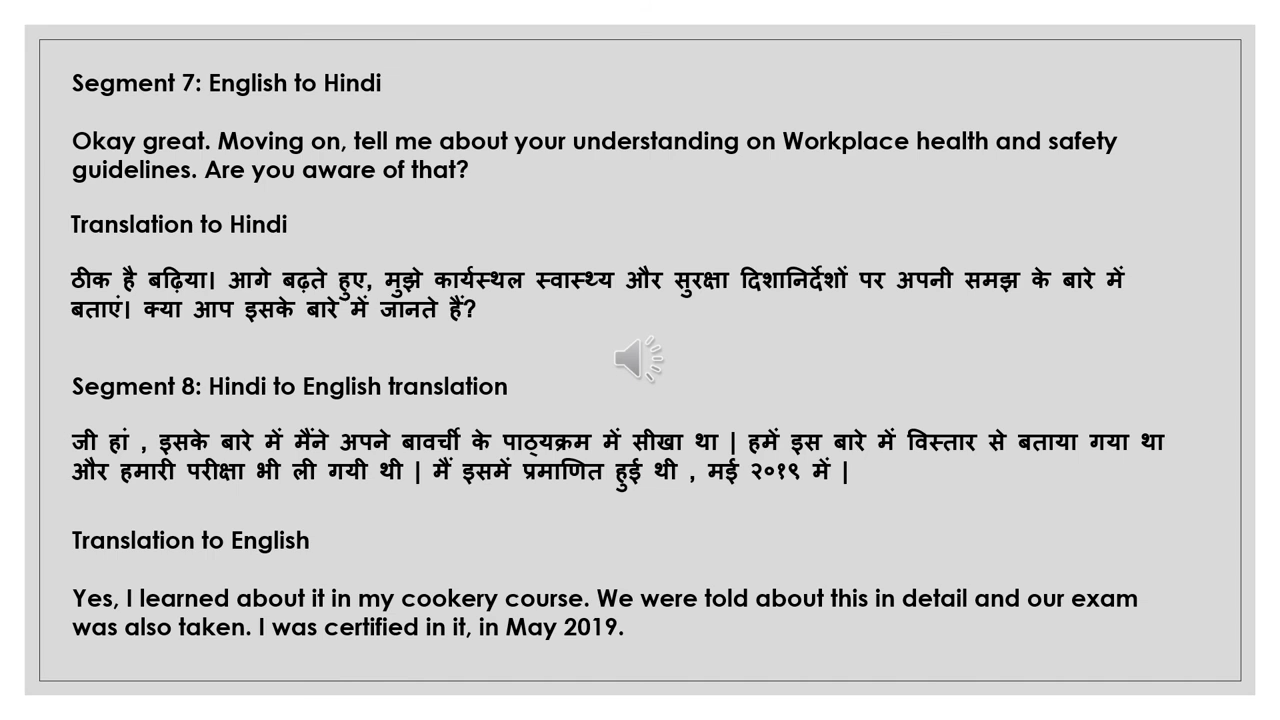 Segment 7: English to Hindi
Okay great. Moving on, tell me about your understanding on Workplace health and safety
guidelines. Are you aware of that?
Translation to Hindi
ठीक है बढ़िया। आगे बढ़ते हुए, मुझे कार्यस्थल स्वास्थ्य और सुरक्षा दिशानिर्देशों पर अपनी समझ के बारे में
बताएं। क्या आप इसके बारे में जानते हैं?
Segment 8: Hindi to English translation
जी हां , इसके बारे में मैंने अपने बावर्ची के पाठ्यक्रम में सीखा था | हमें इस बारे में विस्तार से बताया गया था
और हमारी परीक्षा भी ली गयी थी | मैं इसमें प्रमाणित हुई थी , मई २०१९ में |
Translation to English
Yes, I learned about it in my cookery course. We were told about this in detail and our exam
was also taken. I was certified in it, in May 2019.